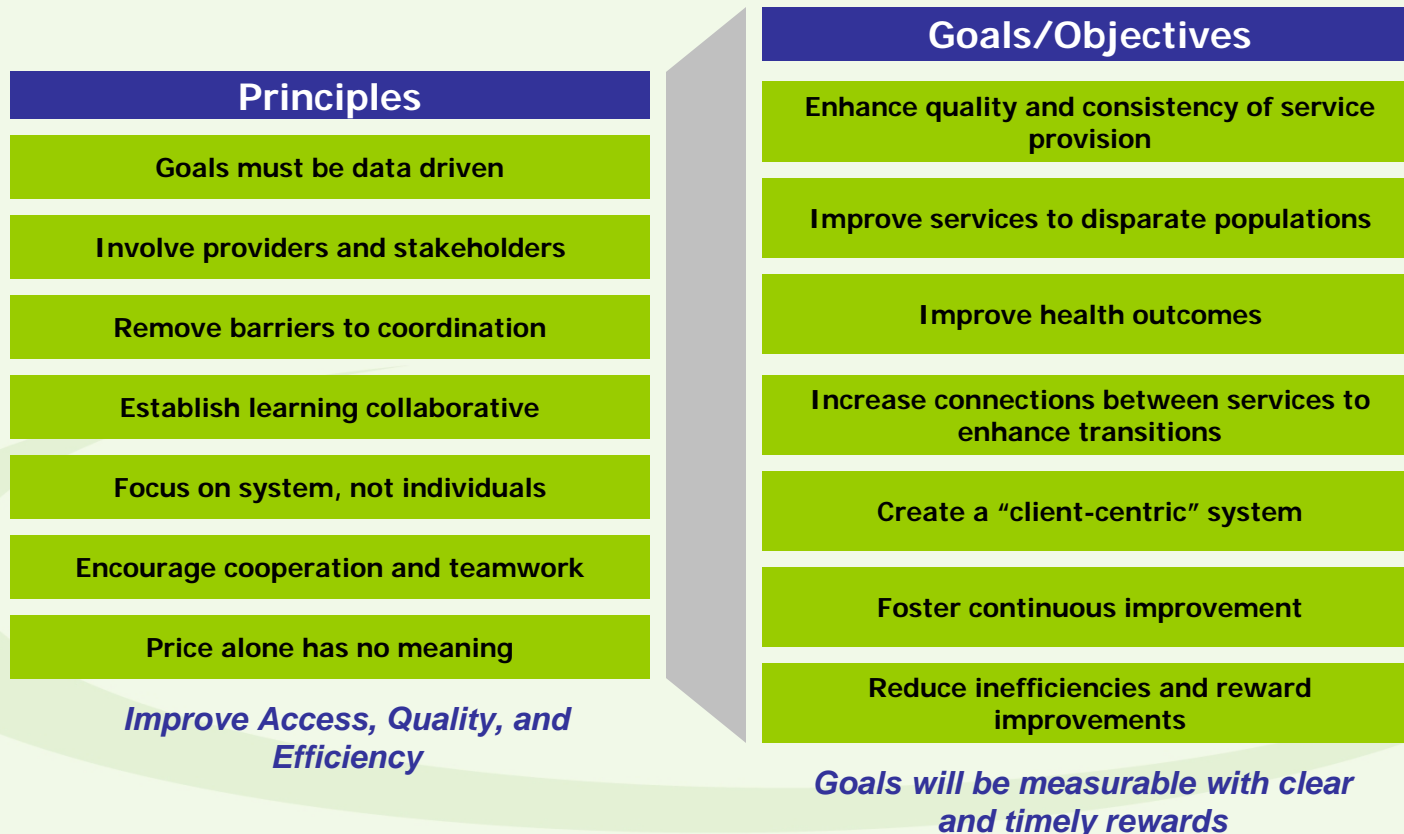 Principles
Goals must be data driven
Involve providers and stakeholders
Remove barriers to coordination
Establish learning collaborative
Focus on system, not individuals
Encourage cooperation and teamwork
Price alone has no meaning
Improve Access, Quality, and
Efficiency
Goals/Objectives
Enhance quality and consistency of service
provision
Improve services to disparate populations
Improve health outcomes
Increase connections between services to
enhance transitions
Create a “client-centric” system
Foster continuous improvement
Reduce inefficiencies and reward
improvements
Goals will be measurable with clear
and timely rewards